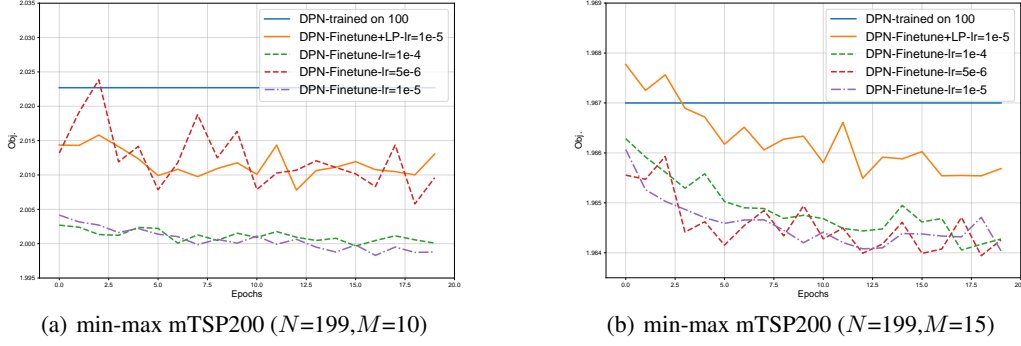 2.035
2.030
2.025
2.020
2.015
2.010
2.005
2.000
1.995
Obj.
0.0 2.5 5.0 7.5 10.0 12.5 15.0 17.5 20.0
Epochs
DPN-trained on 100
DPN-Finetune+LP-lr=1e-5
DPN-Finetune-lr=1e-4
DPN-Finetune-lr=5e-6
DPN-Finetune-lr=1e-5
(a) min-max mTSP200 (N=199,M=10)
1.969
1.968
1.967
1.966
1.965
1.964
Obj.
0.0 2.5 5.0 7.5 10.0 12.5 15.0 17.5 20.0
Epochs
DPN-trained on 100
DPN-Finetune+LP-lr=1e-5
DPN-Finetune-lr=1e-4
DPN-Finetune-lr=5e-6
DPN-Finetune-lr=1e-5
(b) min-max mTSP200 (N=199,M=15)